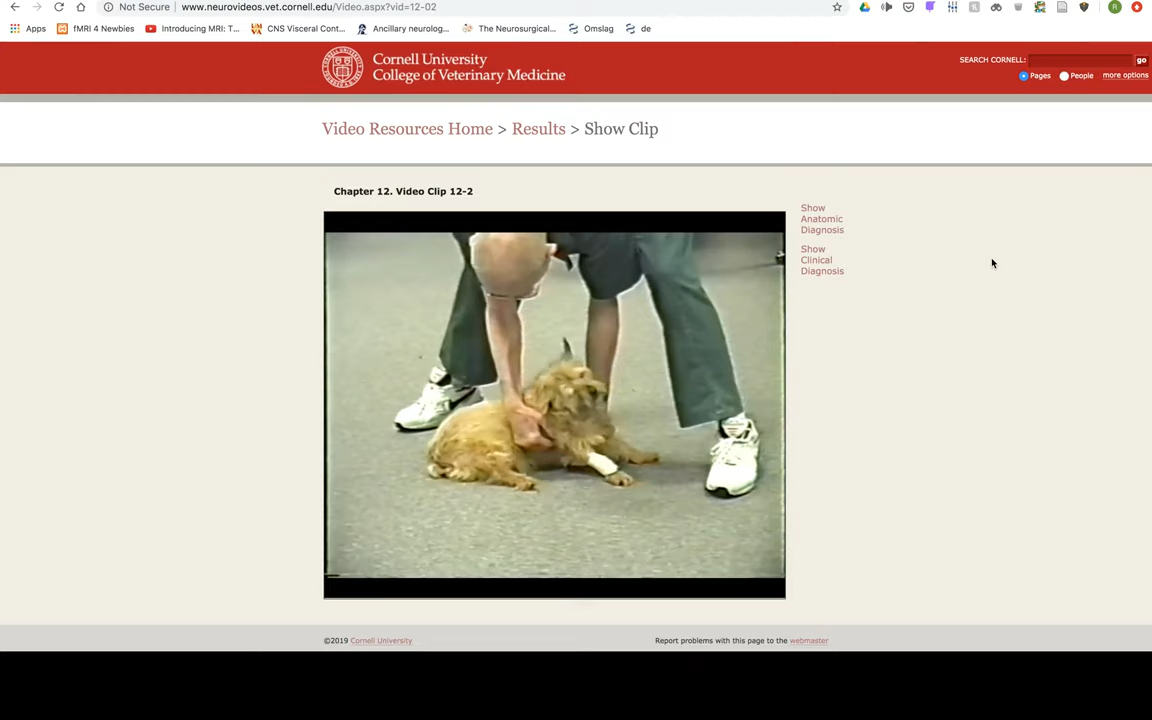 Not Secure
www.neurovideos.vet.cornell.edu/Video.aspx?vid=12-02
R
Apps
fMRI 4 Newbies
Introducing MRI: T...
CNS Visceral Cont...
Ancillary neurolog...
The Neurosurgical...
Omslag
de
Cornell University
College of Veterinary Medicine
SEARCH CORNELL:
go
Pages
People
more options
Video Resources Home > Results > Show Clip
Chapter 12. Video Clip 12-2
Show
Anatomic
Diagnosis
Show
Clinical
Diagnosis
©2019 Cornell University
Report problems with this page to the webmaster